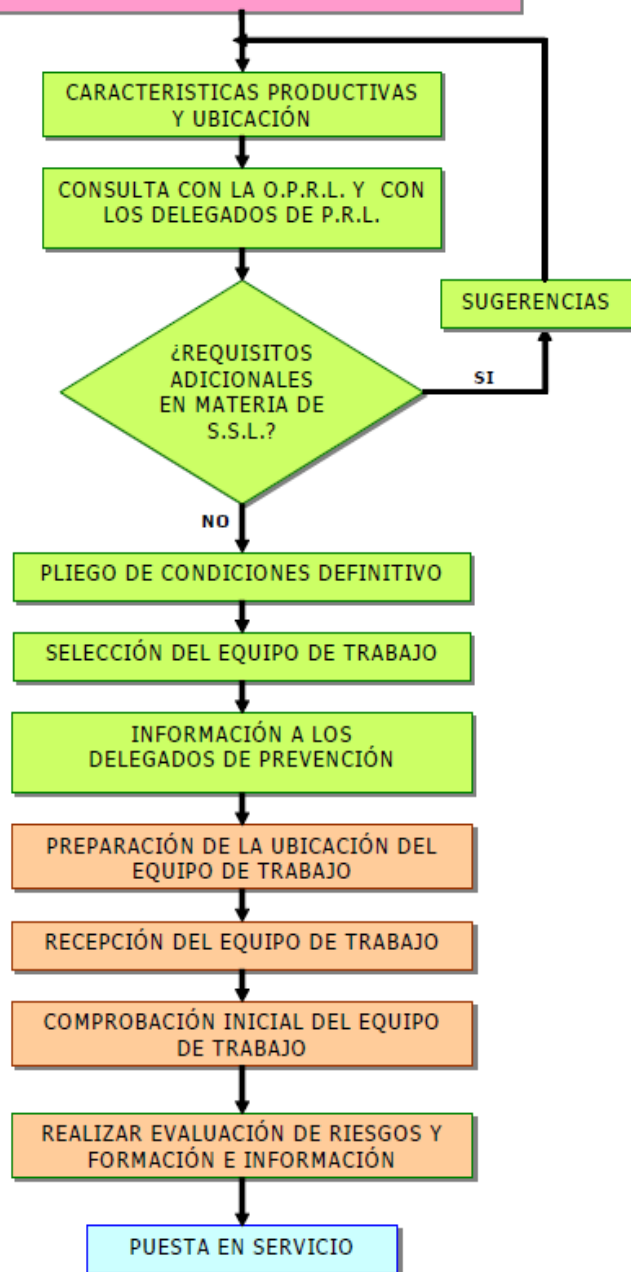 CARACTERISTICAS PRODUCTIVAS
Y UBICACIÓN
CONSULTA CON LA O.P.R.L. Y CON
LOS DELEGADOS DE P.R.L.
SUGERENCIAS
¿REQUISITOS
ADICIONALES
EN MATERIA DE
S.S.L.?
SI
NO
PLIEGO DE CONDICIONES DEFINITIVO
SELECCIÓN DEL EQUIPO DE TRABAJO
INFORMACIÓN A LOS
DELEGADOS DE PREVENCIÓN
PREPARACIÓN DE LA UBICACIÓN DEL
EQUIPO DE TRABAJO
RECEPCIÓN DEL EQUIPO DE TRABAJO
COMPROBACIÓN INICIAL DEL EQUIPO
DE TRABAJO
REALIZAR EVALUACIÓN DE RIESGOS Y
FORMACIÓN E INFORMACIÓN
PUESTA EN SERVICIO